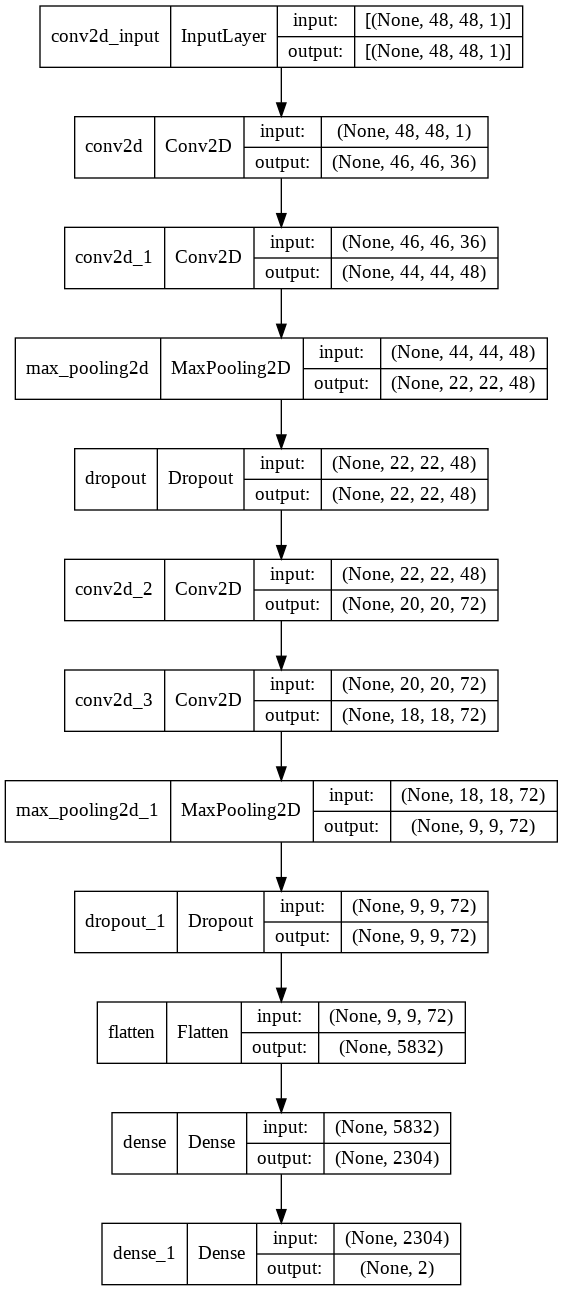 conv2d_input InputLayer input: [(None, 48, 48, 1)]
output: [(None, 48, 48, 1)]
conv2d Conv2D input: (None, 48, 48, 1)
output: (None, 46, 46, 36)
conv2d_1 Conv2D input: (None, 46, 46, 36)
output: (None, 44, 44, 48)
max_pooling2d MaxPooling2D input: (None, 44, 44, 48)
output: (None, 22, 22, 48)
dropout Dropout input: (None, 22, 22, 48)
output: (None, 22, 22, 48)
conv2d_2 Conv2D input: (None, 22, 22, 48)
output: (None, 20, 20, 72)
conv2d_3 Conv2D input: (None, 20, 20, 72)
output: (None, 18, 18, 72)
max_pooling2d_1 MaxPooling2D input: (None, 18, 18, 72)
output: (None, 9, 9, 72)
dropout_1 Dropout input: (None, 9, 9, 72)
output: (None, 9, 9, 72)
flatten Flatten input: (None, 9, 9, 72)
output: (None, 5832)
dense Dense input: (None, 5832)
output: (None, 2304)
dense_1 Dense input: (None, 2304)
output: (None, 2)